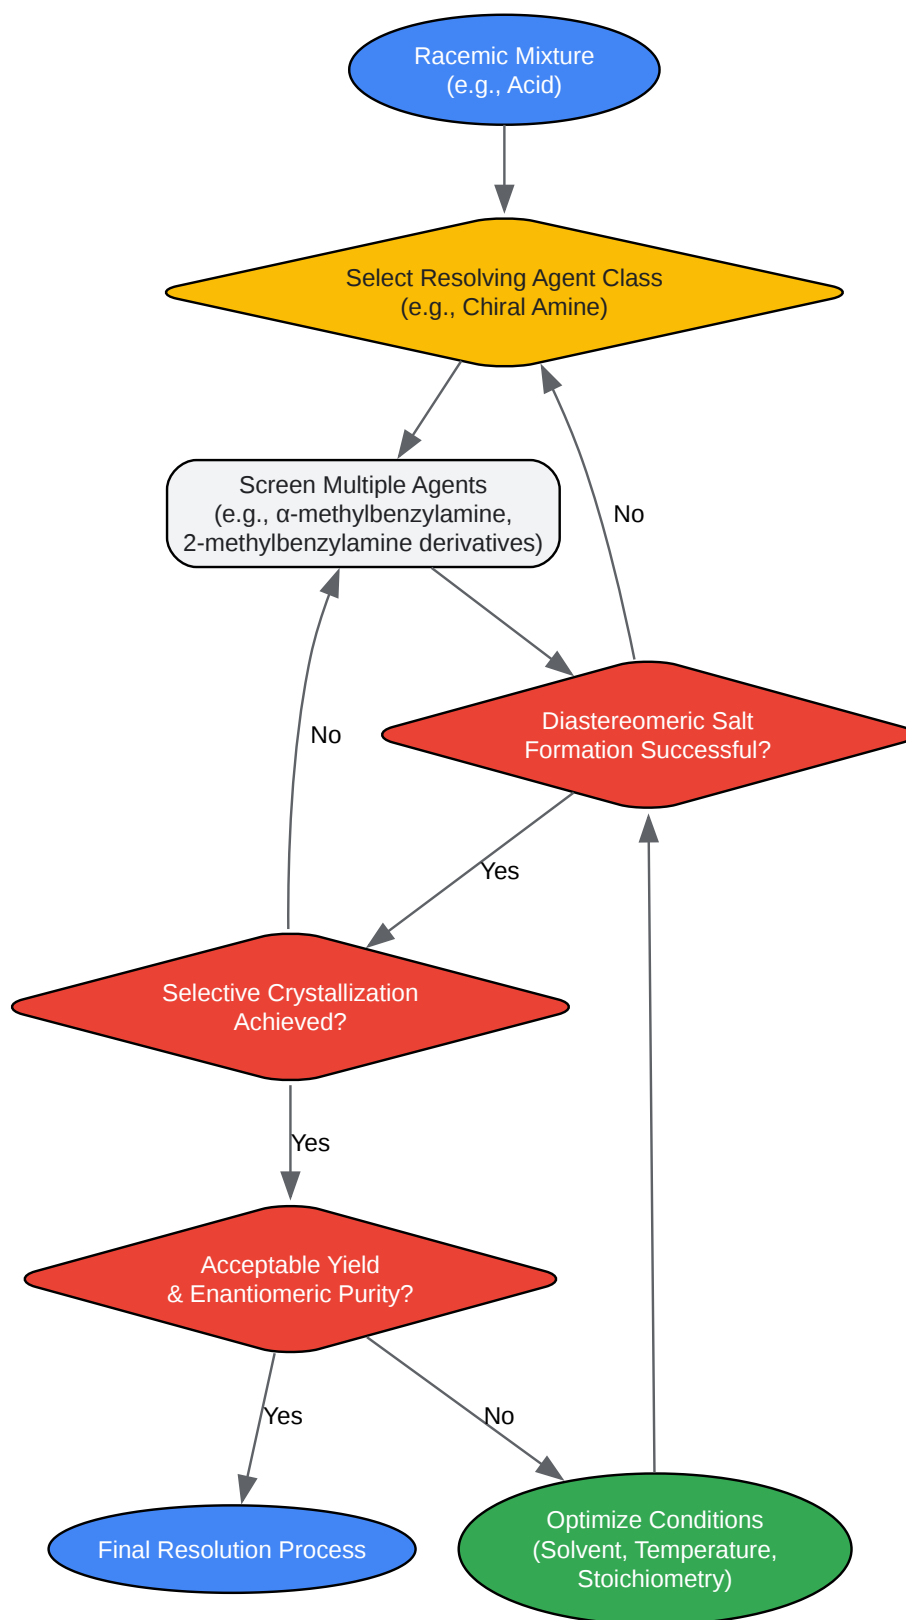 Racemic Mixture
(e.g., Acid)
Select Resolving Agent Class
(e.g., Chiral Amine)
Screen Multiple Agents
(e.g., α-methylbenzylamine,
2-methylbenzylamine derivatives)
No
Diastereomeric Salt
Formation Successful?
No
Yes
Selective Crystallization
Achieved?
Yes
Acceptable Yield
& Enantiomeric Purity?
Yes
No
Final Resolution Process
Optimize Conditions
(Solvent, Temperature,
Stoichiometry)